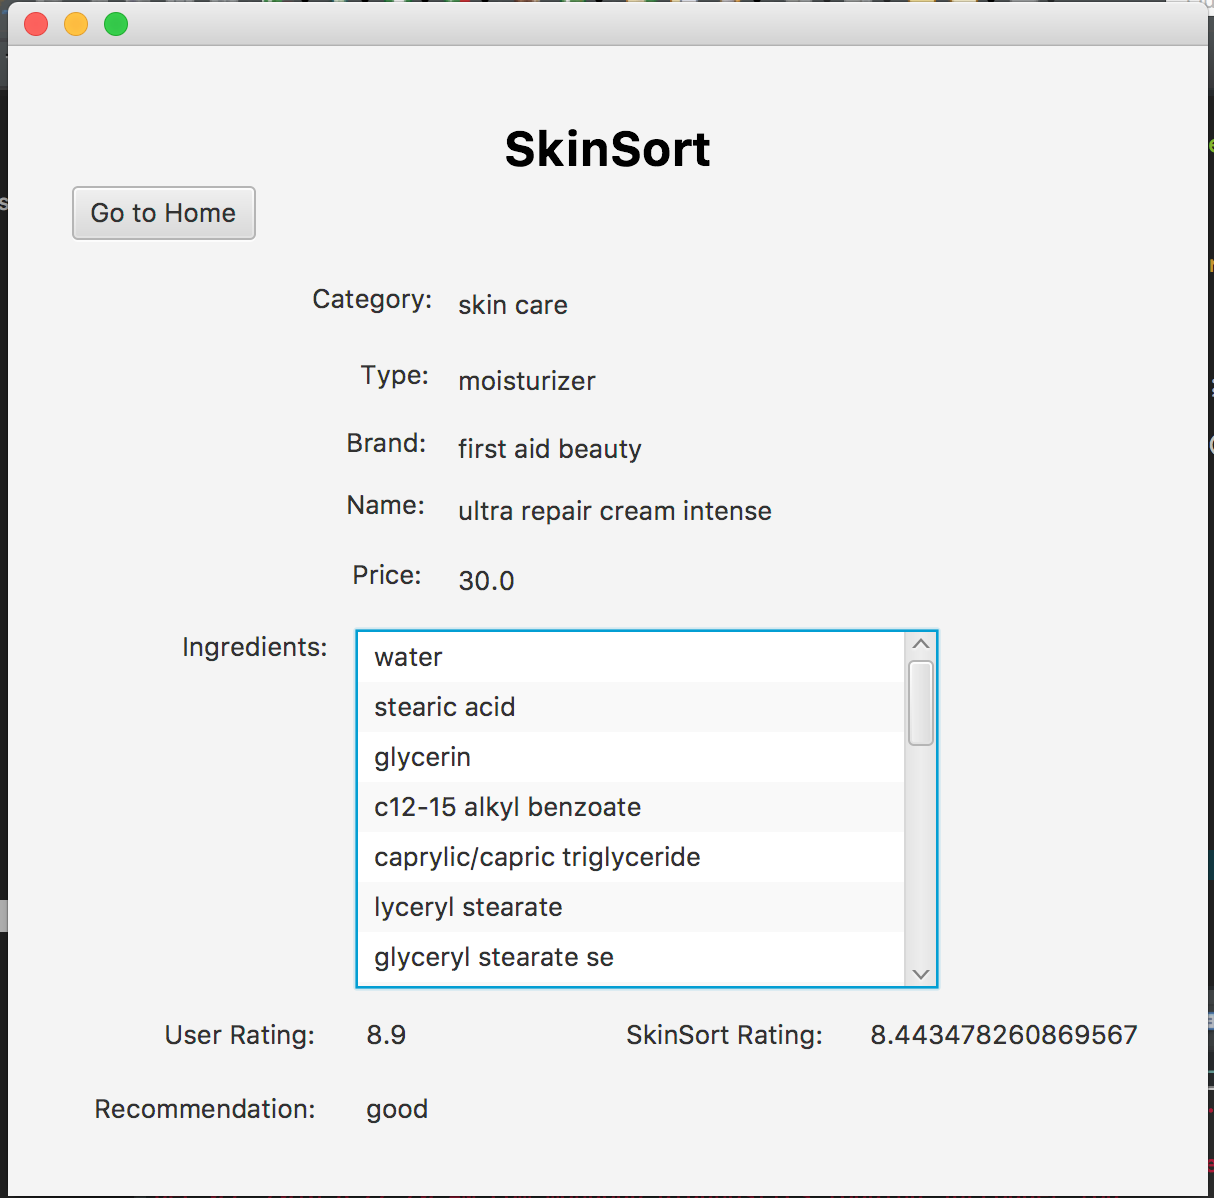 SkinSort
Go to Home
Category: skin care
Type: moisturizer
Brand: first aid beauty
Name: ultra repair cream intense
Price: 30.0
Ingredients: water
stearic acid
glycerin
c12-15 alkyl benzoate
caprylic/capric triglyceride
lyceryl stearate
glyceryl stearate se
User Rating: 8.9 SkinSort Rating: 8.443478260869567
Recommendation: good